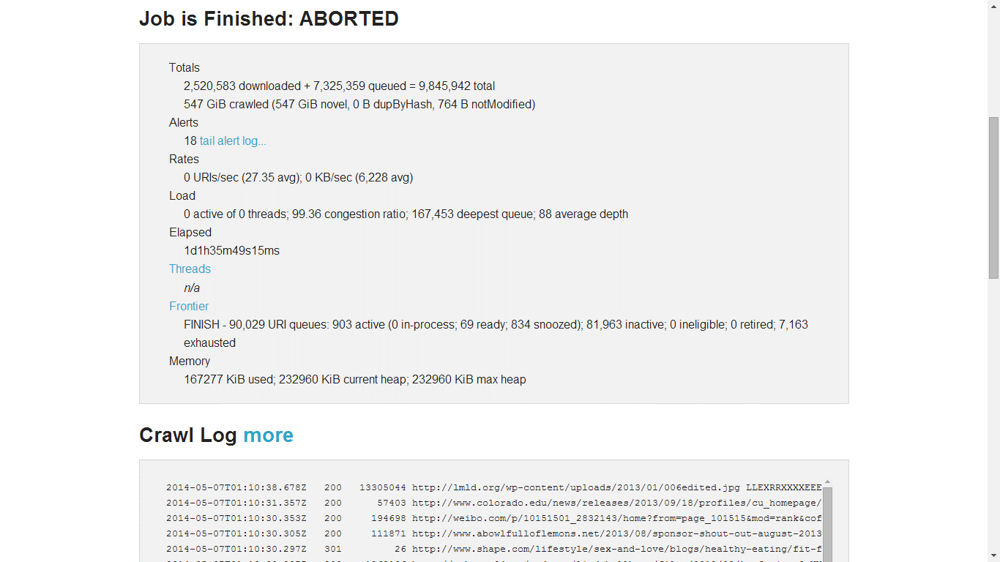 Job is Finished: ABORTED
Totals
2,520,583 downloaded + 7,325,359 queued = 9,845,942 total
547 GiB crawled (547 GiB novel, 0 B dupByHash, 764 B notModified)
Alerts
18 tail alert log...
Rates
0 URIs/sec (27.35 avg); 0 KB/sec (6,228 avg)
Load
0 active of 0 threads; 99.36 congestion ratio; 167,453 deepest queue; 88 average depth
Elapsed
1d1h35m49s15ms
Threads
n/a
Frontier
FINISH - 90,029 URI queues: 903 active (0 in-process; 69 ready; 834 snoozed); 81,963 inactive; 0 ineligible; 0 retired; 7,163
exhausted
Memory
167277 KiB used; 232960 KiB current heap; 232960 KiB max heap
Crawl Log more
2014-05-07T01:10:38.678Z 200 13305044 http://lmld.org/wp-content/uploads/2013/01/006edited.jpg LLEXRRXXXXEEE
2014-05-07T01:10:31.357Z 200 57403 http://www.colorado.edu/news/releases/2013/09/18/profiles/cu_homepage/
2014-05-07T01:10:30.353Z 200 194698 http://weibo.com/p/10151501_2832143/home?from=page_101515&mod=rank&cof
2014-05-07T01:10:30.305Z 200 111871 http://www.abowlfulloflemons.net/2013/08/sponsor-shout-out-august-2013
2014-05-07T01:10:30.297Z 301 26 http://www.shape.com/lifestyle/sex-and-love/blogs/healthy-eating/fit-f